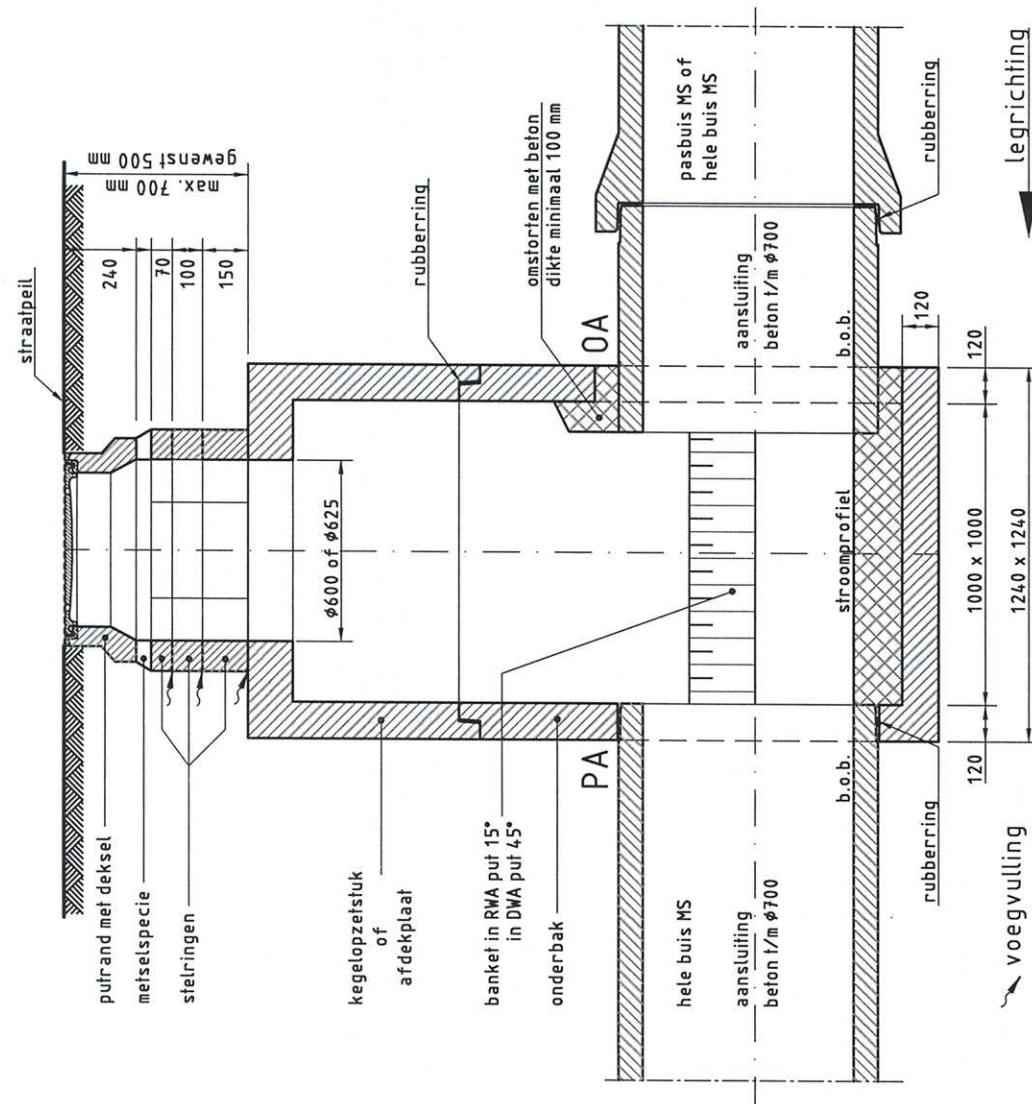 straatpeil
max. 700 mm
gewenst 500 mm
240
70
100
150
putrand met deksel
metselspecie
stelringen
ø600 of ø625
kegelopzetstuk
of
afdekplaat
rubberring
omstorten met beton
dikte minimaal 100 mm
banket in RWA put 15°
in DWA put 45°
onderbak
PA
OA
hele buis MS
aansluiting
beton t/m ø700
b.o.b.
stroomprofiel
aansluiting
beton t/m ø700
b.o.b.
pasbuis MS of
hele buis MS
rubberring
rubberring
120
120
1000 x 1000
120
1240 x 1240
voegvulling
legrichting